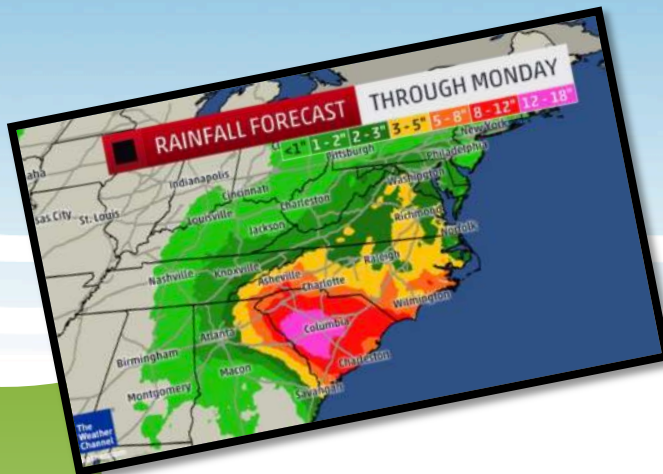 RAINFALL FORECAST THROUGH MONDAY
<1" 1 - 2" 2 - 3" 3 - 5" 5 - 8" 8 - 12" 12 - 18"
New York
Pittsburgh
Philadelphia
Indianapolis
Washington
Cincinnati
Charleston
sas City
St. Louis
Louisville
Richmond
Jackson
Norfolk
Nashville
Knoxville
Raleigh
Asheville
Charlotte
Wilmington
Atlanta
Columbia
Birmingham
Macon
Charleston
Montgomery
Savannah
The
Weather
Channel